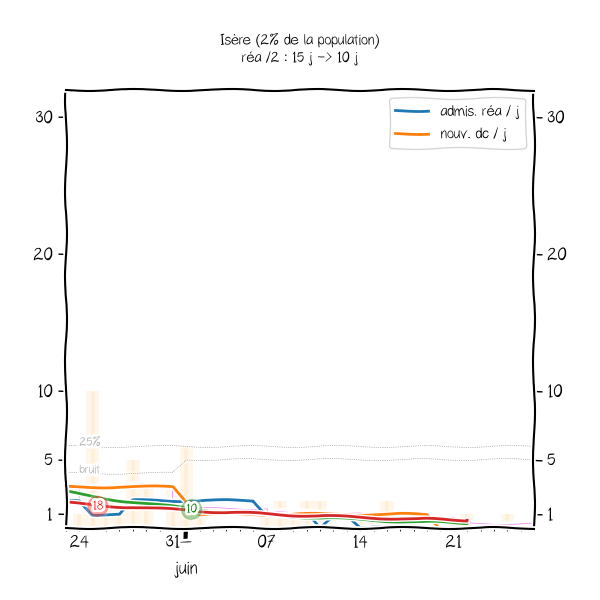 Isère (2% de la population)
réa /2 : 15 j -> 10 j
admis. réa / j
nouv. dc / j
30 30
20 20
10 10
25%
5 5
bruit
18
10
1 1
24 31 07 14 21
juin